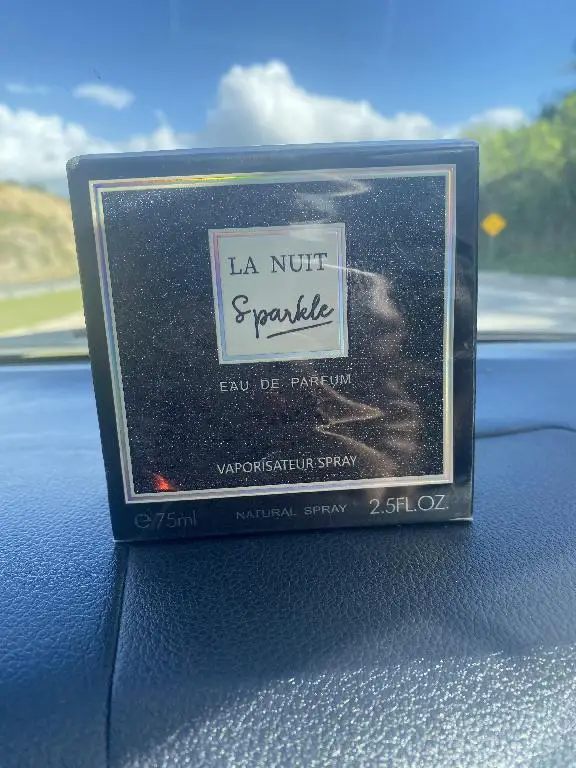 LA NUIT
Sparkle
EAU DE PARFUM
VAPORISATEUR SPRAY
℮75ml NATURAL SPRAY 2.5FL.OZ.